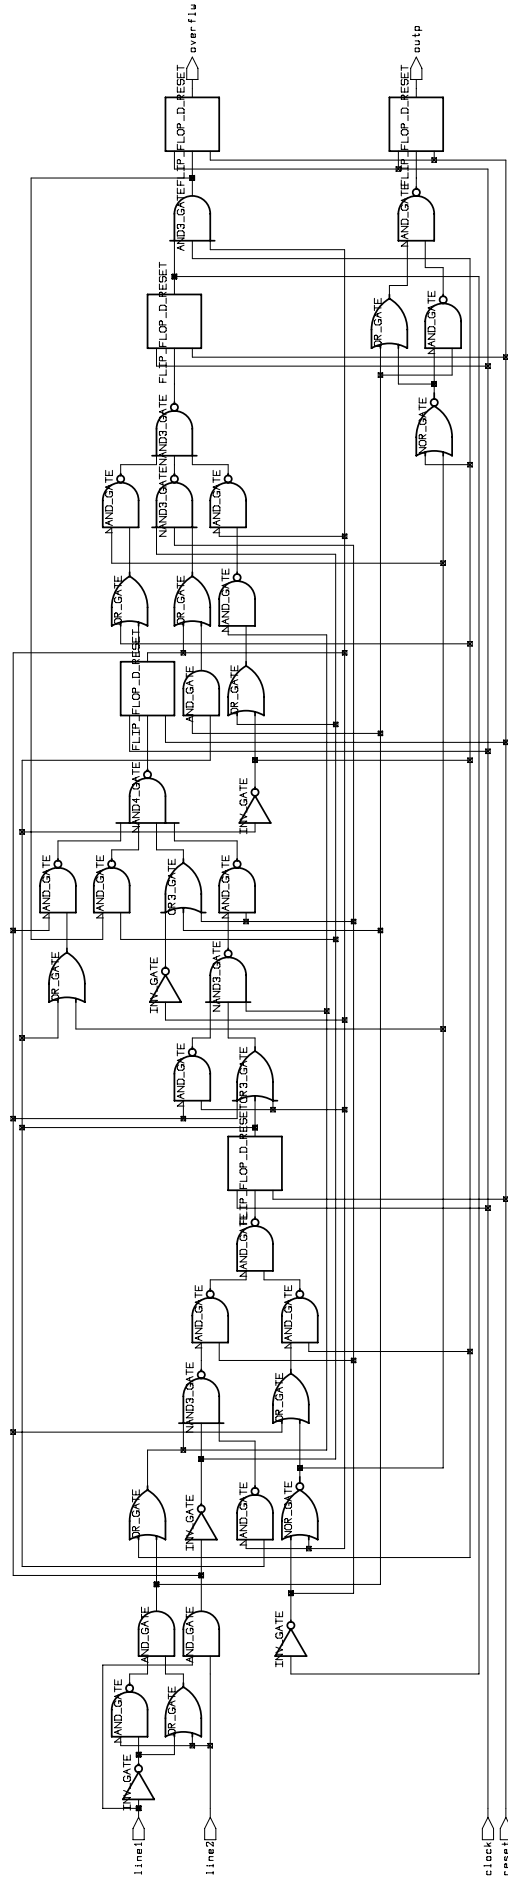 overflw
outp
FLIP_FLOP_D_RESET
FLIP_FLOP_D_RESET
AND3_GATE
NAND_GATE
FLIP_FLOP_D_RESET
OR_GATE
NAND_GATE
NAND3_GATE
NOR_GATE
NAND_GATE
NAND3_GATE
NAND_GATE
OR_GATE
OR_GATE
NAND_GATE
FLIP_FLOP_D_RESET
AND_GATE
OR_GATE
NAND4_GATE
INV_GATE
NAND_GATE
NAND_GATE
OR3_GATE
NAND_GATE
OR_GATE
INV_GATE
NAND3_GATE
NAND_GATE
OR3_GATE
FLIP_FLOP_D_RESET
NAND_GATE
NAND_GATE
NAND_GATE
NAND3_GATE
OR_GATE
OR_GATE
INV_GATE
NAND_GATE
NOR_GATE
AND_GATE
AND_GATE
INV_GATE
NAND_GATE
OR_GATE
INV_GATE
line1
line2
clock
reset